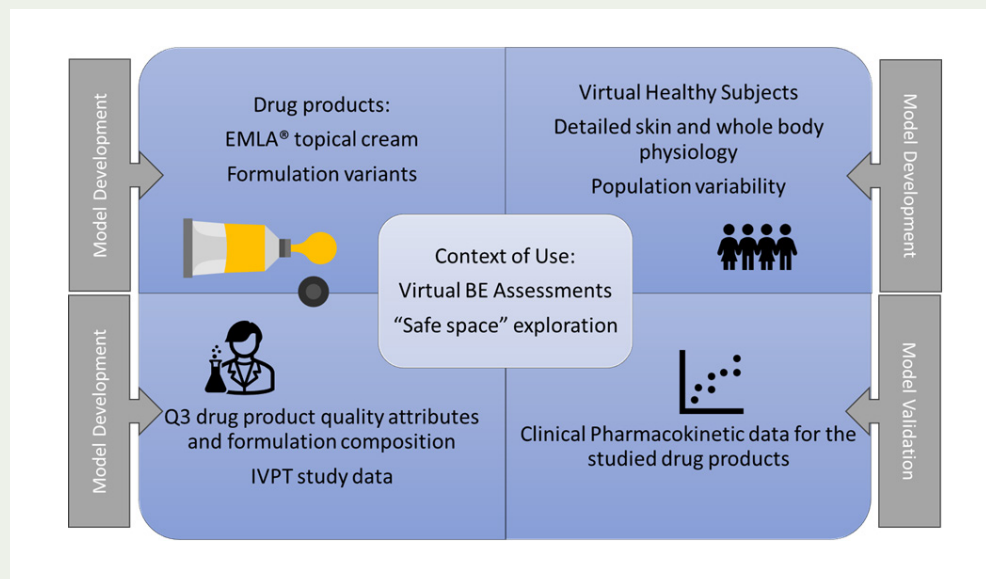 Model Development
Drug products:
EMLA® topical cream
Formulation variants
Virtual Healthy Subjects
Detailed skin and whole body
physiology
Population variability
Model Development
Context of Use:
Virtual BE Assessments
“Safe space” exploration
Model Development
Q3 drug product quality attributes
and formulation composition
IVPT study data
Clinical Pharmacokinetic data for the
studied drug products
Model Validation